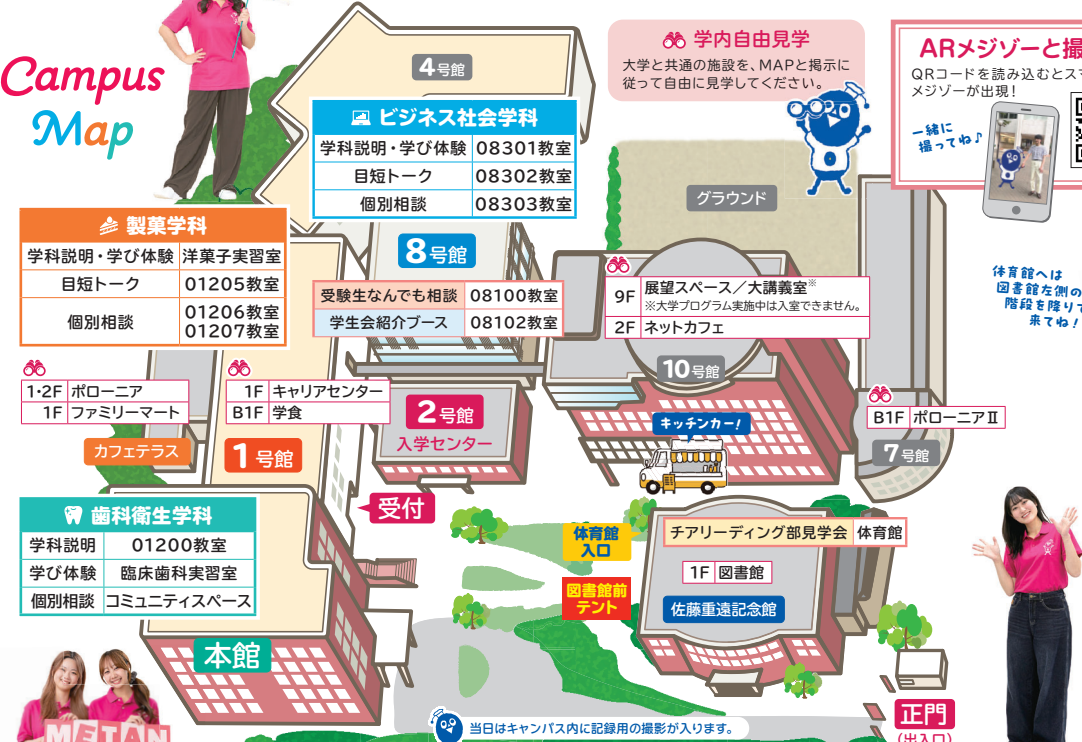 Campus
Map
4号館
学内自由見学
大学と共通の施設を、MAPと掲示に
従って自由に見学してください。
ARメジゾーと撮
QRコードを読み込むとスマ
メジゾーが出現!
一緒に
撮ってね♪
ビジネス社会学科
学科説明・学び体験 08301教室
目短トーク 08302教室
個別相談 08303教室
グラウンド
製菓学科
学科説明・学び体験 洋菓子実習室
目短トーク 01205教室
個別相談 01206教室
01207教室
8号館
受験生なんでも相談 08100教室
学生会紹介ブース 08102教室
9F 展望スペース/大講義室※
※大学プログラム実施中は入室できません。
2F ネットカフェ
10号館
体育館へは
図書館左側の
階段を降りて
来てね!
1・2F ポローニア
1F ファミリーマート
カフェテラス
1F キャリアセンター
B1F 学食
1号館
2号館
入学センター
キッチンカー!
B1F ポローニアⅡ
7号館
受付
歯科衛生学科
学科説明 01200教室
学び体験 臨床歯科実習室
個別相談 コミュニティスペース
本館
体育館
入口
図書館前
テント
チアリーディング部見学会 体育館
1F 図書館
佐藤重遠記念館
METAN
当日はキャンパス内に記録用の撮影が入ります。
正門
(出入口)